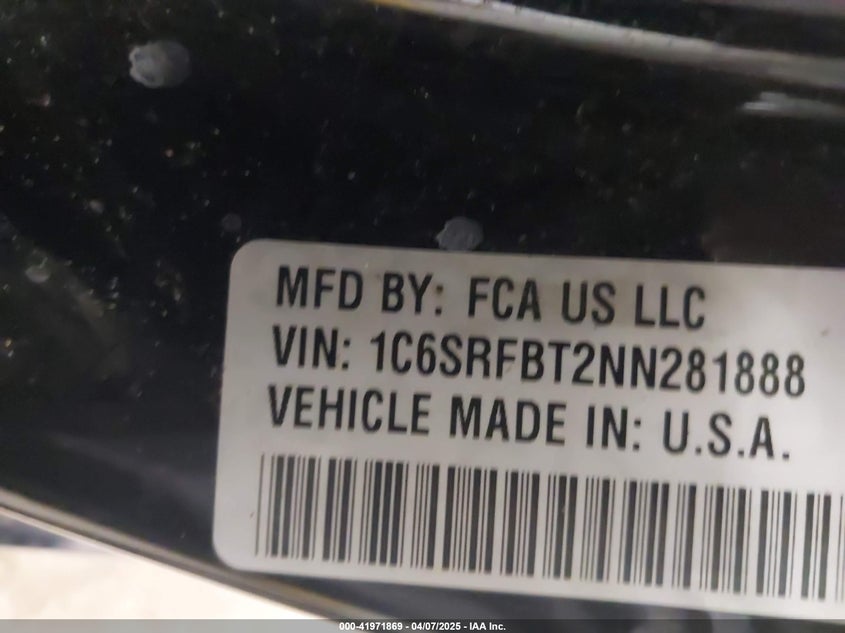 MFD BY: FCA US LLC
VIN: 1C6SRFBT2NN281888
VEHICLE MADE IN: U.S.A.
000-41971869 - 04/07/2025 - IAA Inc.